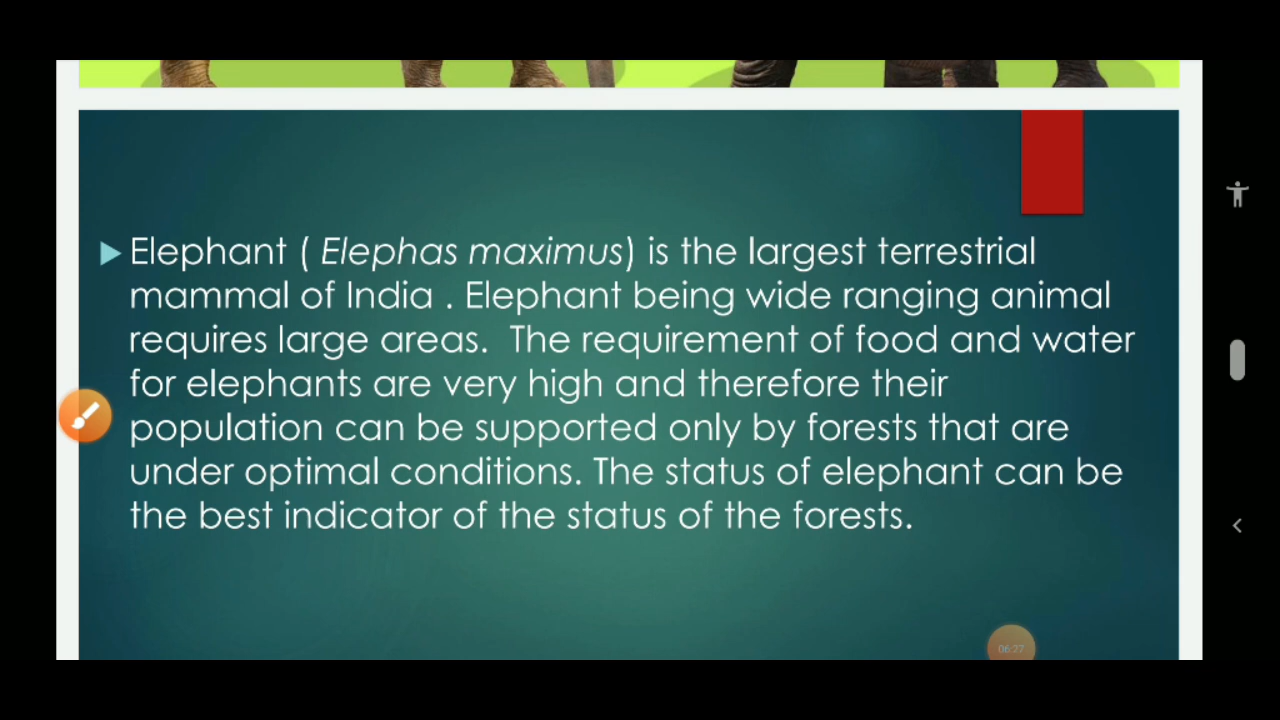 Elephant ( Elephas maximus) is the largest terrestrial
mammal of India . Elephant being wide ranging animal
requires large areas.  The requirement of food and water
for elephants are very high and therefore their
population can be supported only by forests that are
under optimal conditions. The status of elephant can be
the best indicator of the status of the forests.
06:27